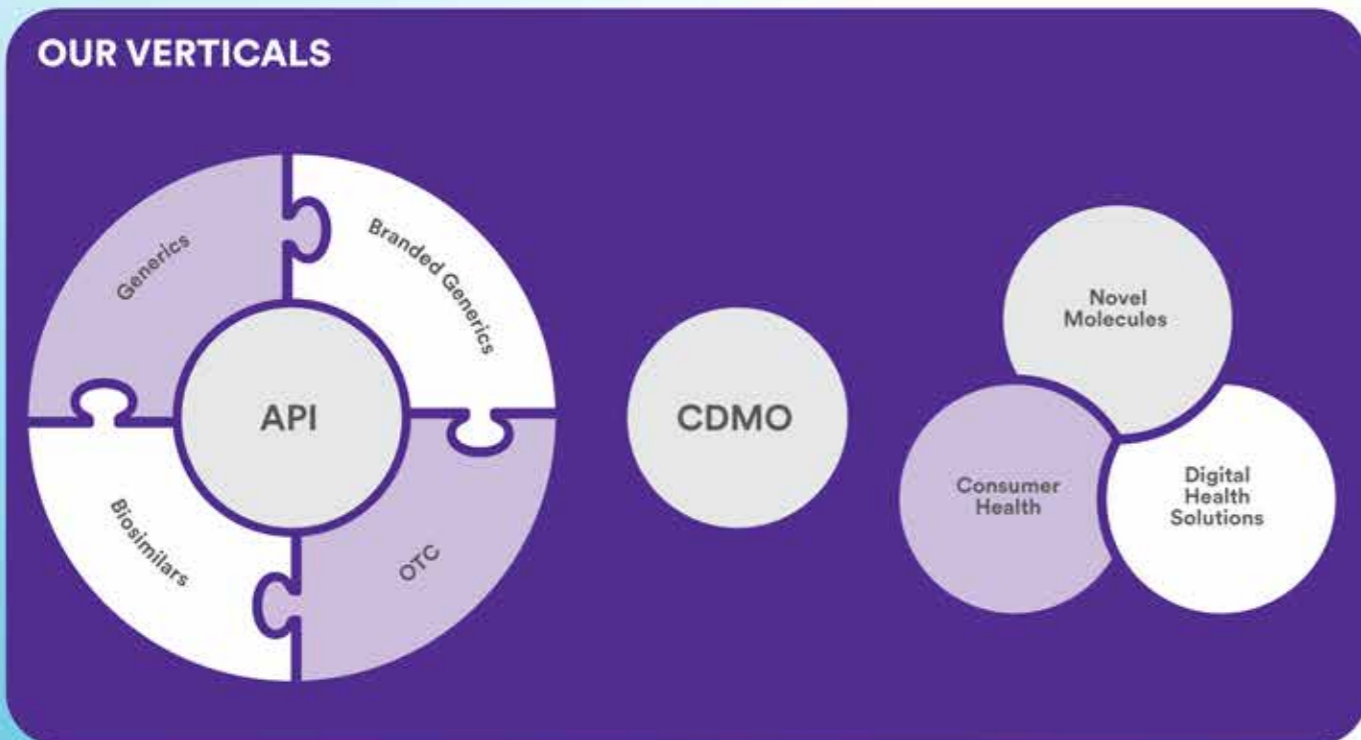 OUR VERTICALS
Generics
Branded Generics
API
Biosimilars
OTC
CDMO
Novel
Molecules
Consumer
Health
Digital
Health
Solutions